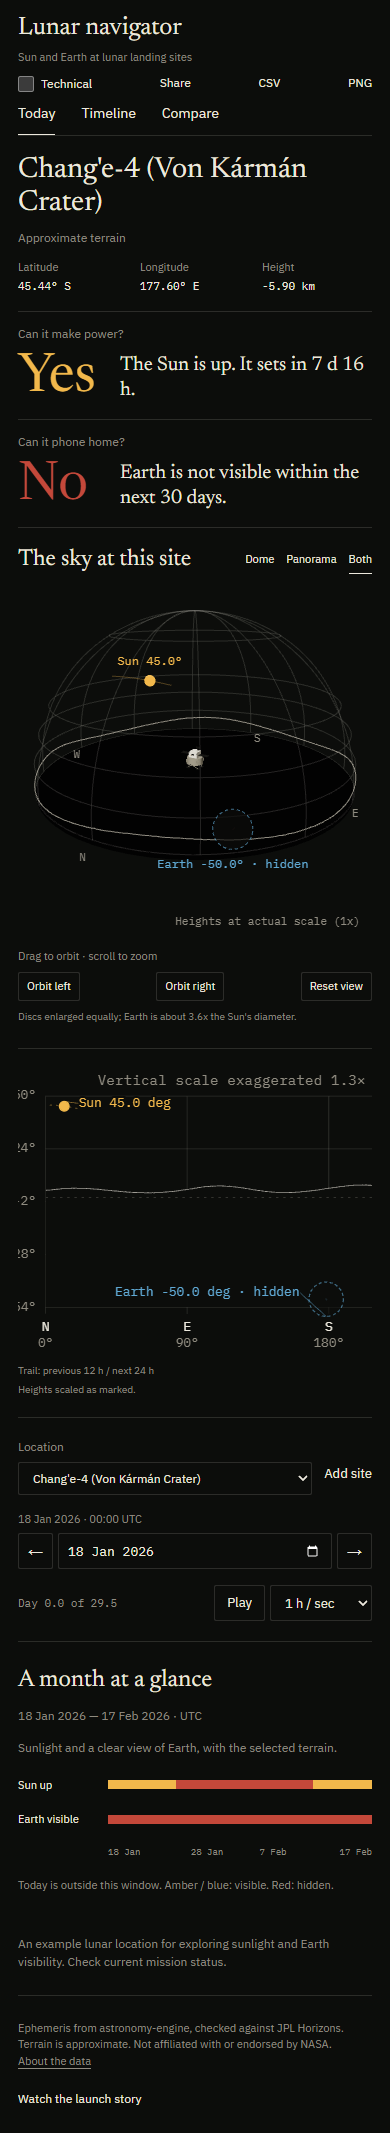 Lunar navigator
Sun and Earth at lunar landing sites
Technical Share CSV PNG
Today Timeline Compare
Chang'e-4 (Von Kármán
Crater)
Approximate terrain
Latitude Longitude Height
45.44° S 177.60° E -5.90 km
Can it make power?
Yes The Sun is up. It sets in 7 d 16
h.
Can it phone home?
No Earth is not visible within the
next 30 days.
The sky at this site Dome Panorama Both
Sun 45.0°
S
W
E
N
Earth -50.0° · hidden
Heights at actual scale (1x)
Drag to orbit · scroll to zoom
Orbit left Orbit right Reset view
Discs enlarged equally; Earth is about 3.6x the Sun's diameter.
Vertical scale exaggerated 1.3×
Sun 45.0 deg
24°
2°
28°
Earth -50.0 deg · hidden
54°
N E S
0° 90° 180°
Trail: previous 12 h / next 24 h
Heights scaled as marked.
Location
Chang'e-4 (Von Kármán Crater) Add site
18 Jan 2026 · 00:00 UTC
← 18 Jan 2026 →
Day 0.0 of 29.5 Play 1 h / sec
A month at a glance
18 Jan 2026 — 17 Feb 2026 · UTC
Sunlight and a clear view of Earth, with the selected terrain.
Sun up
Earth visible
18 Jan 28 Jan 7 Feb 17 Feb
Today is outside this window. Amber / blue: visible. Red: hidden.
An example lunar location for exploring sunlight and Earth
visibility. Check current mission status.
Ephemeris from astronomy-engine, checked against JPL Horizons.
Terrain is approximate. Not affiliated with or endorsed by NASA.
About the data
Watch the launch story